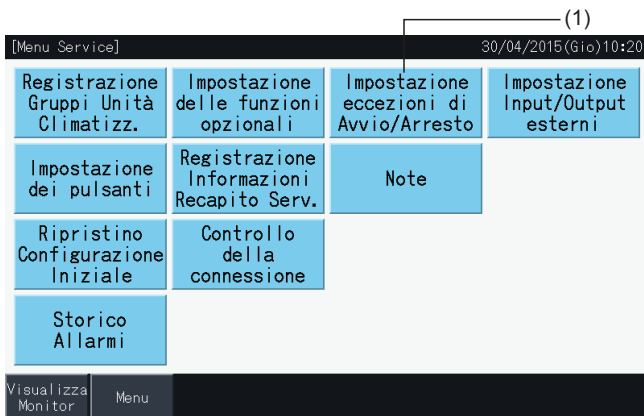 (1)
[Menu Service]
30/04/2015(Gio)10:20
Registrazione
Gruppi Unità
Climatizz.
Impostazione
delle funzioni
opzionali
Impostazione
eccezioni di
Avvio/Arresto
Impostazione
Input/Output
esterni
Impostazione
dei pulsanti
Registrazione
Informazioni
Recapito Serv.
Note
Ripristino
Configurazione
Iniziale
Controllo
della
connessione
Storico
Allarmi
Visualizza
Monitor
Menu